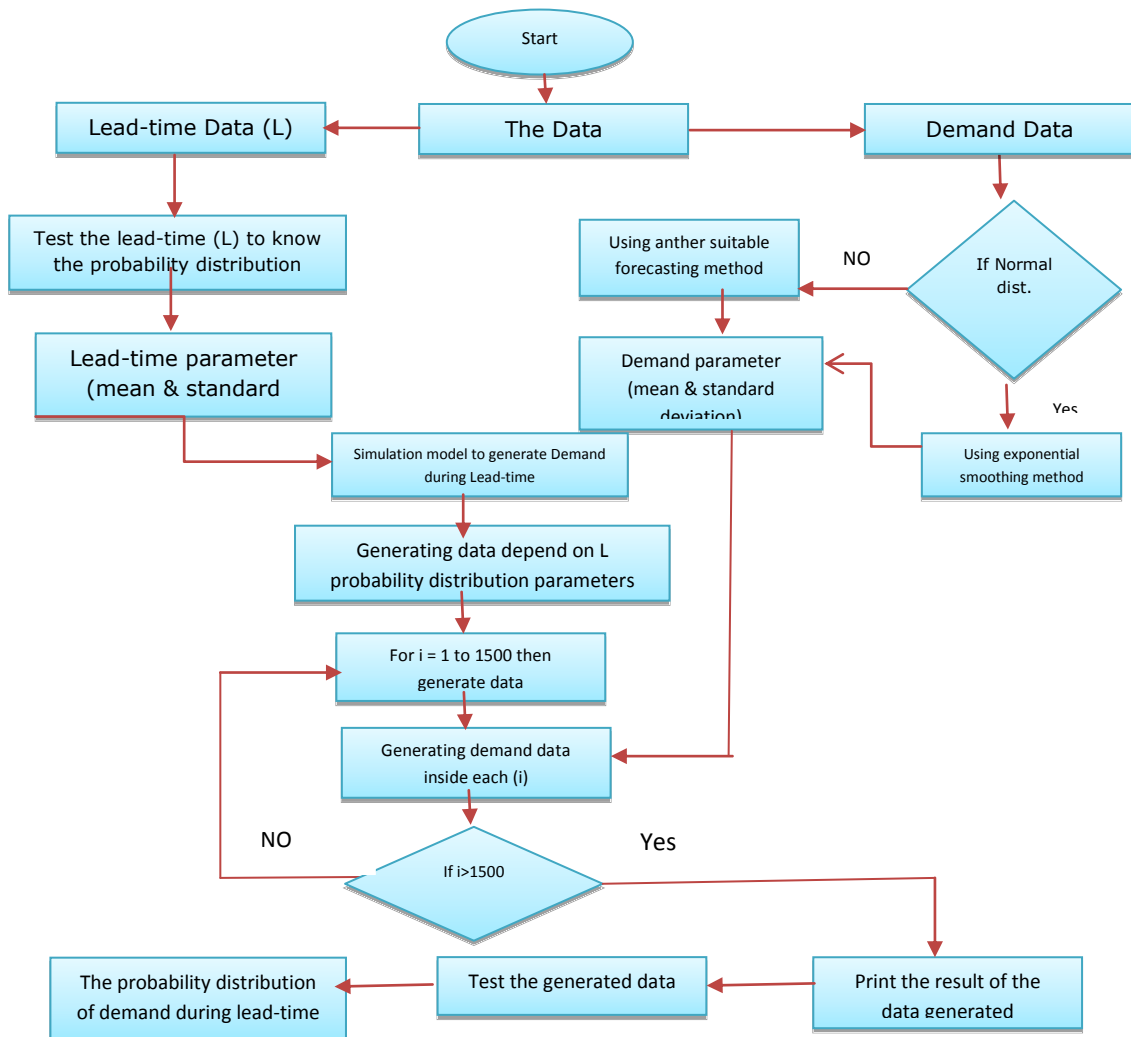 Start
Lead-time Data (L)
The Data
Demand Data
Test the lead-time (L) to know
the probability distribution
Using anther suitable
forecasting method
NO
If Normal
dist.
Lead-time parameter
(mean & standard
Demand parameter
(mean & standard
deviation)
Yes
Using exponential
smoothing method
Simulation model to generate Demand
during Lead-time
Generating data depend on L
probability distribution parameters
For i = 1 to 1500 then
generate data
Generating demand data
inside each (i)
NO
Yes
If i>1500
The probability distribution
of demand during lead-time
Test the generated data
Print the result of the
data generated